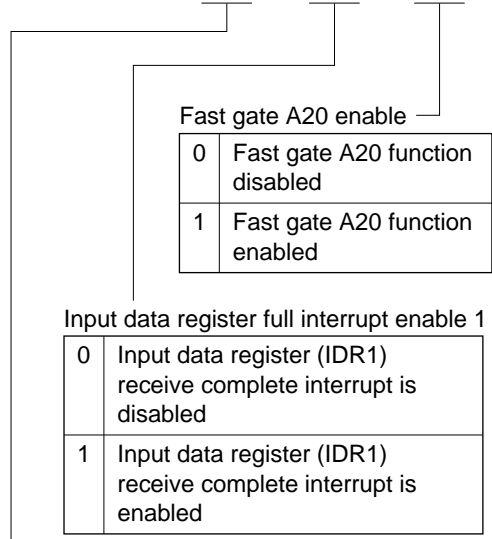 Fast gate A20 enable
0 Fast gate A20 function
disabled
1 Fast gate A20 function
enabled
Input data register full interrupt enable 1
0 Input data register (IDR1)
receive complete interrupt is
disabled
1 Input data register (IDR1)
receive complete interrupt is
enabled